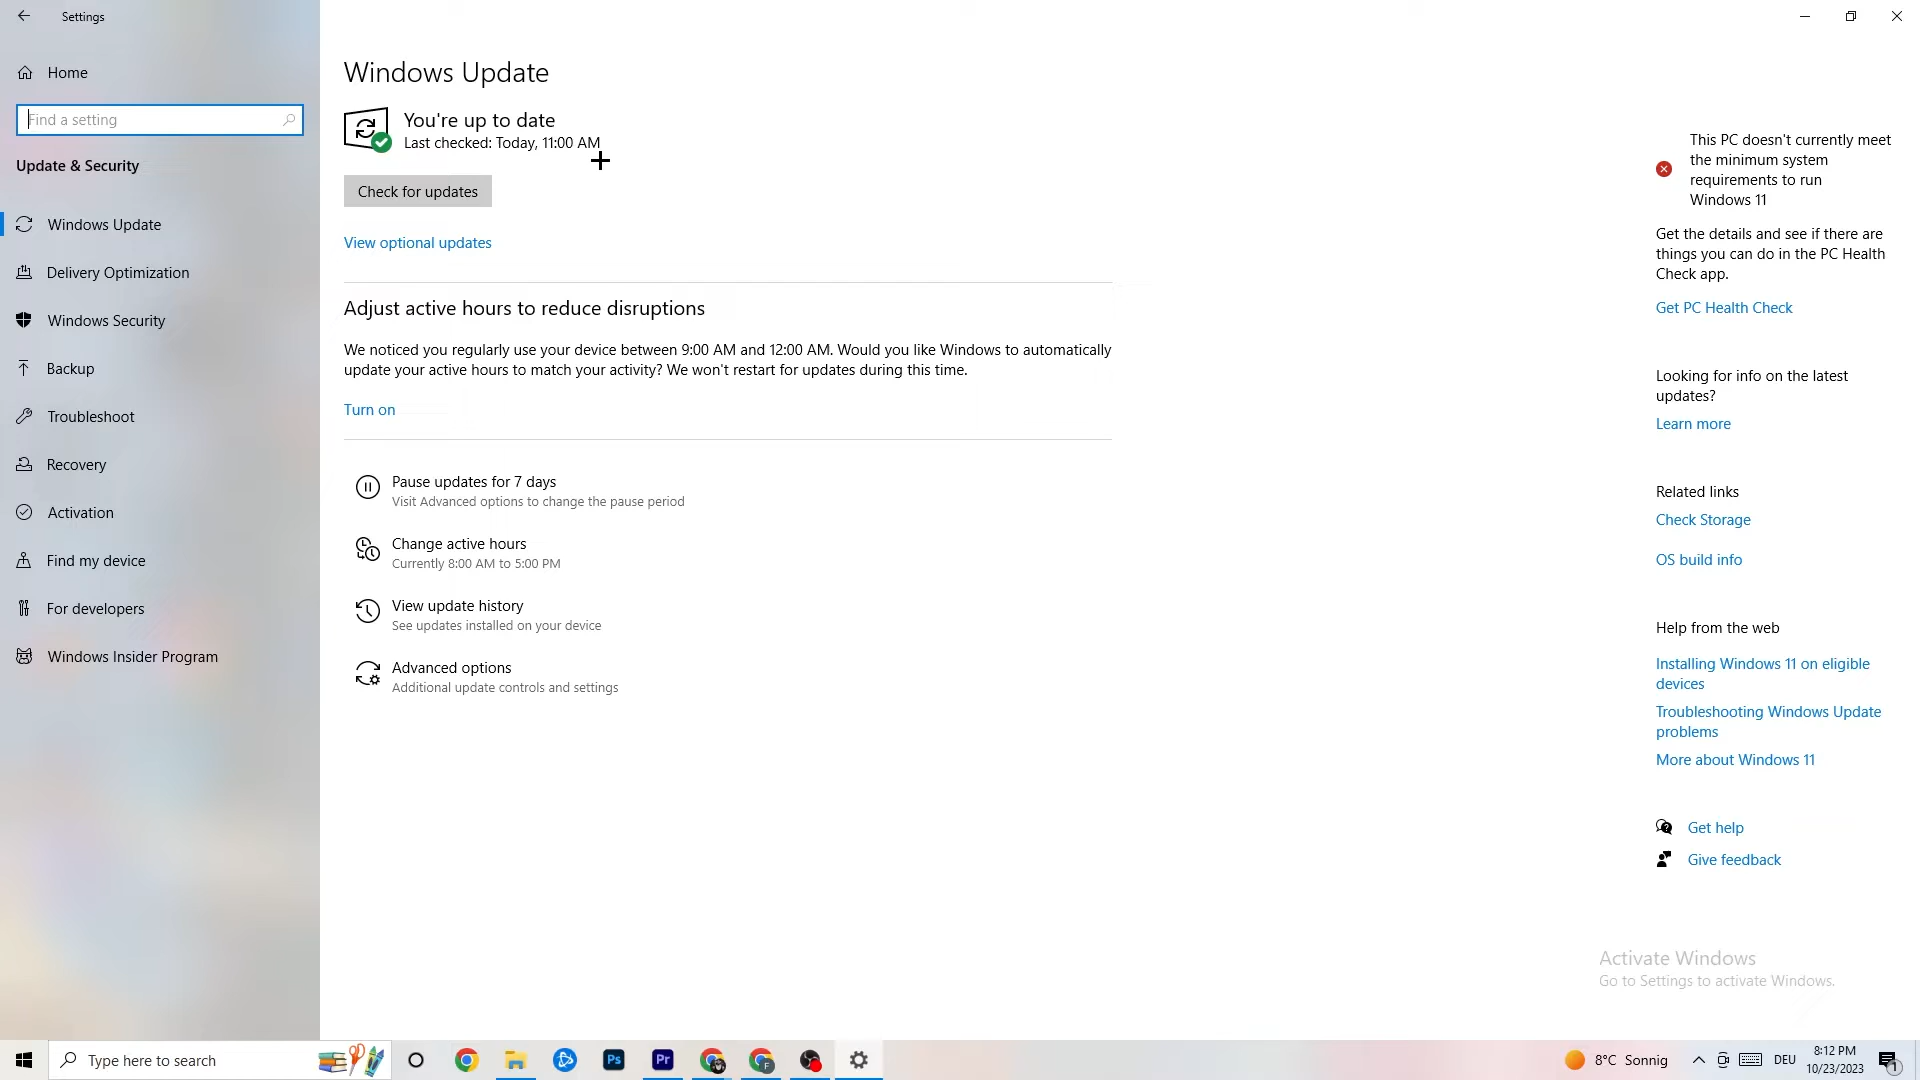 Settings
Home
Find a setting
Update & Security
Windows Update
Delivery Optimization
Windows Security
Backup
Troubleshoot
Recovery
Activation
Find my device
For developers
Windows Insider Program
Windows Update
You're up to date
Last checked: Today, 11:00 AM
Check for updates
View optional updates
Adjust active hours to reduce disruptions
We noticed you regularly use your device between 9:00 AM and 12:00 AM. Would you like Windows to automatically
update your active hours to match your activity? We won't restart for updates during this time.
Turn on
Pause updates for 7 days
Visit Advanced options to change the pause period
Change active hours
Currently 8:00 AM to 5:00 PM
View update history
See updates installed on your device
Advanced options
Additional update controls and settings
This PC doesn't currently meet
the minimum system
requirements to run
Windows 11
Get the details and see if there are
things you can do in the PC Health
Check app.
Get PC Health Check
Looking for info on the latest
updates?
Learn more
Related links
Check Storage
OS build info
Help from the web
Installing Windows 11 on eligible
devices
Troubleshooting Windows Update
problems
More about Windows 11
Get help
Give feedback
Activate Windows
Go to Settings to activate Windows.
Type here to search
Ps
Pr
F
8°C Sonnig
DEU
8:12 PM
10/23/2023
1